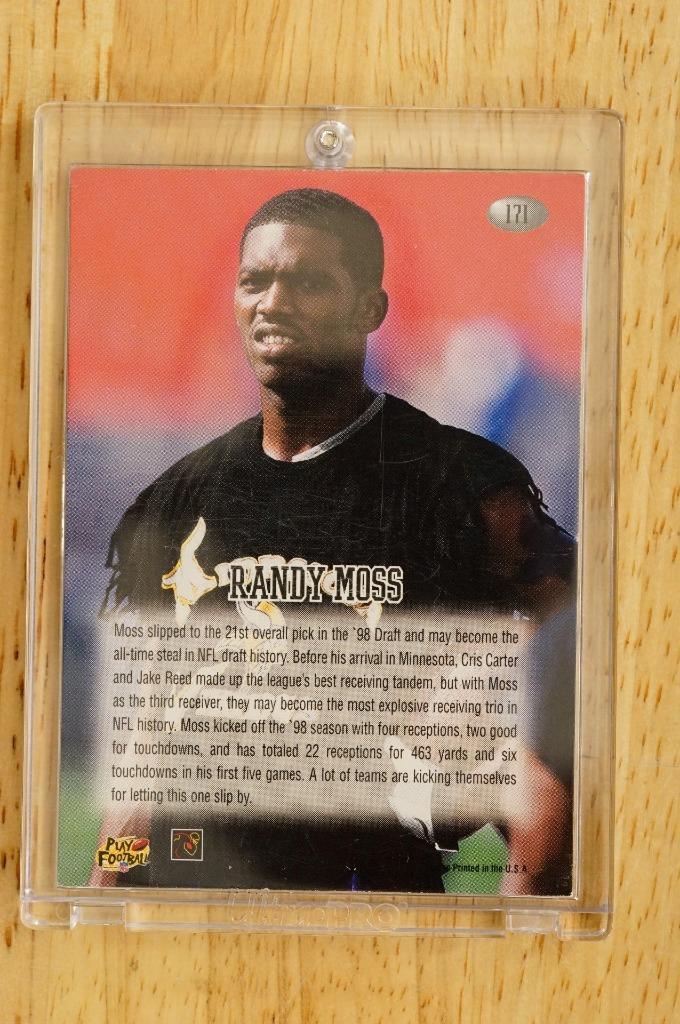 171
RANDY MOSS
Moss slipped to the 21st overall pick in the `98 Draft and may become the
all-time steal in NFL draft history. Before his arrival in Minnesota, Cris Carter
and Jake Reed made up the league's best receiving tandem, but with Moss
as the third receiver, they may become the most explosive receiving trio in
NFL history. Moss kicked off the `98 season with four receptions, two good
for touchdowns, and has totaled 22 receptions for 463 yards and six
touchdowns in his first five games. A lot of teams are kicking themselves
for letting this one slip by.
PLAY
FOOTBALL
Printed in the U.S.A
Ultra PRO